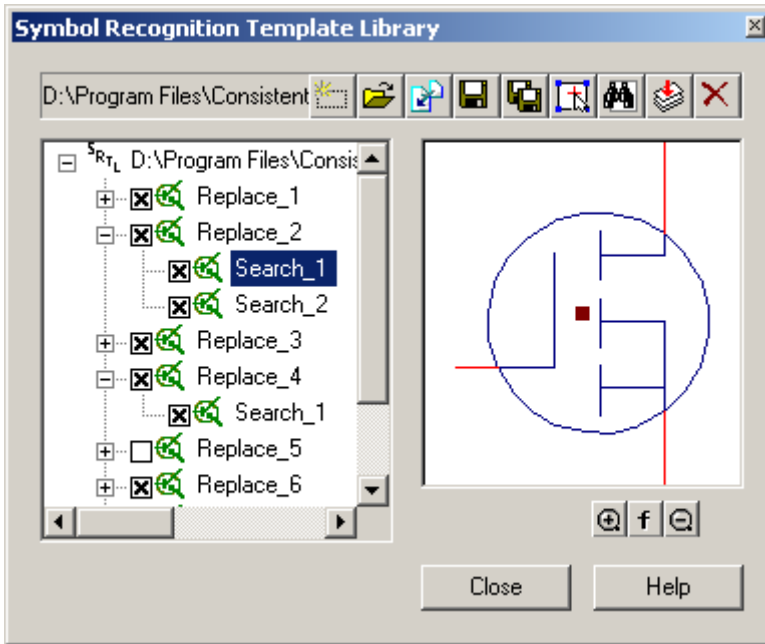 Symbol Recognition Template Library
D:\Program Files\Consistent
SRTL D:\Program Files\Consis
Replace_1
Replace_2
Search_1
Search_2
Replace_3
Replace_4
Search_1
Replace_5
Replace_6
f
Close Help